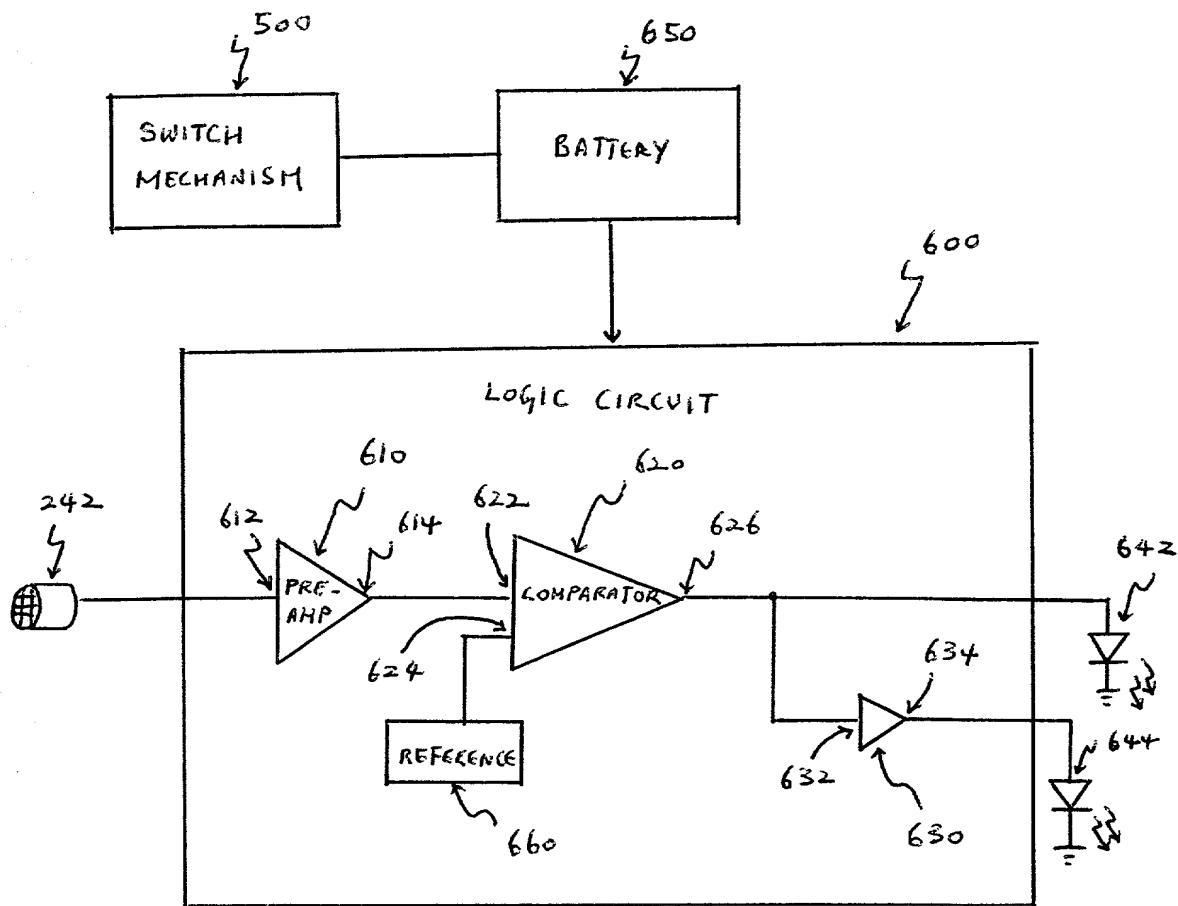 500
650
SWITCH
MECHANISM
BATTERY
600
LOGIC CIRCUIT
610
620
242
612
614
622
626
642
PRE-
AMP
COMPARATOR
624
634
REFERENCE
632
644
660
630